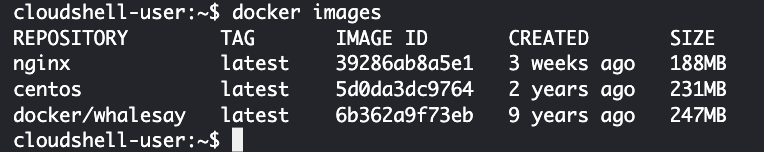 cloudshell-user:~$ docker images
REPOSITORY TAG IMAGE ID CREATED SIZE
nginx latest 39286ab8a5e1 3 weeks ago 188MB
centos latest 5d0da3dc9764 2 years ago 231MB
docker/whalesay latest 6b362a9f73eb 9 years ago 247MB
cloudshell-user:~$